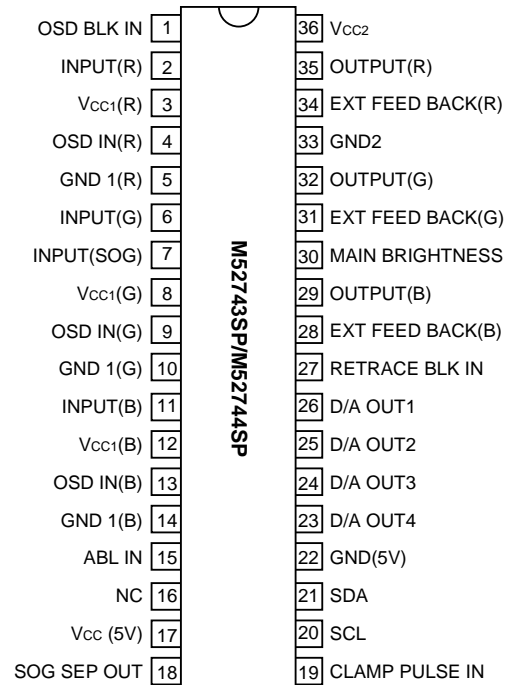 OSD BLK IN 1 36 Vcc2
INPUT(R) 2 35 OUTPUT(R)
Vcc1(R) 3 34 EXT FEED BACK(R)
OSD IN(R) 4 33 GND2
GND 1(R) 5 32 OUTPUT(G)
INPUT(G) 6 31 EXT FEED BACK(G)
INPUT(SOG) 7 30 MAIN BRIGHTNESS
Vcc1(G) 8 29 OUTPUT(B)
OSD IN(G) 9 28 EXT FEED BACK(B)
GND 1(G) 10 27 RETRACE BLK IN
INPUT(B) 11 26 D/A OUT1
Vcc1(B) 12 25 D/A OUT2
OSD IN(B) 13 24 D/A OUT3
GND 1(B) 14 23 D/A OUT4
ABL IN 15 22 GND(5V)
NC 16 21 SDA
Vcc (5V) 17 20 SCL
SOG SEP OUT 18 19 CLAMP PULSE IN
M52743SP/M52744SP